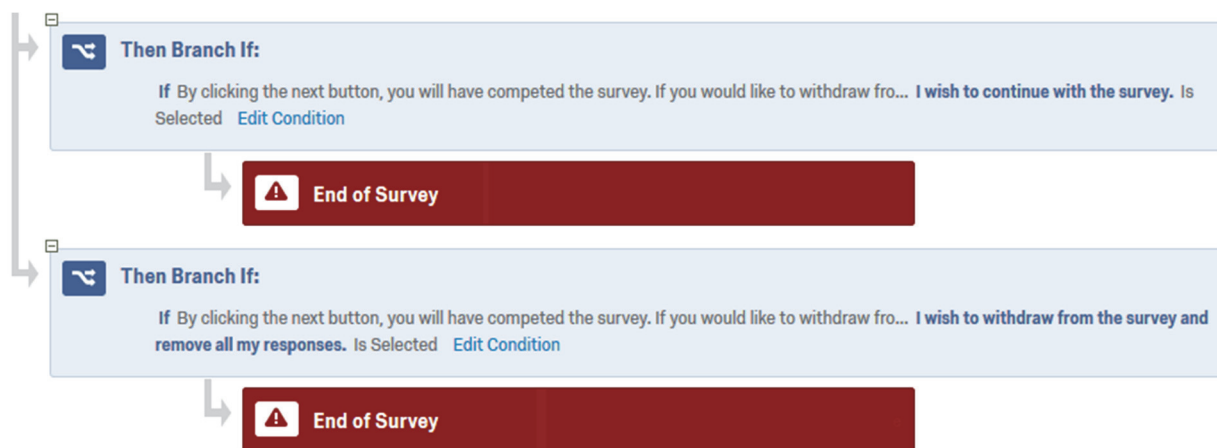 Then Branch If:
If By clicking the next button, you will have competed the survey. If you would like to withdraw fro... I wish to continue with the survey. Is
Selected Edit Condition
End of Survey
Then Branch If:
If By clicking the next button, you will have competed the survey. If you would like to withdraw fro... I wish to withdraw from the survey and
remove all my responses. Is Selected Edit Condition
End of Survey